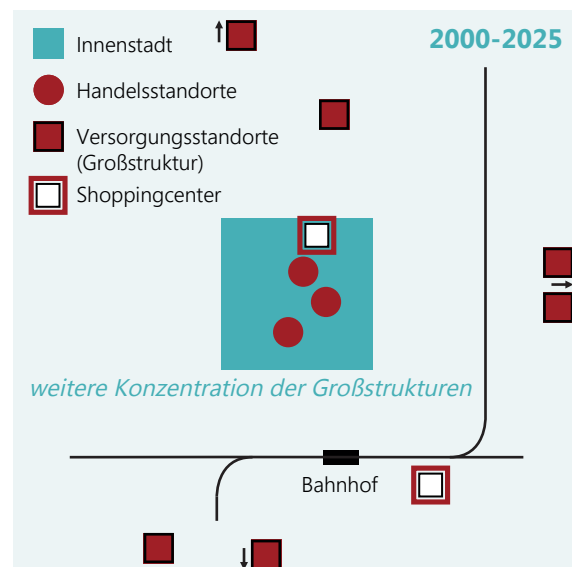 2000-2025
Innenstadt
Handelsstandorte
Versorgungsstandorte
(Großstruktur)
Shoppingcenter
weitere Konzentration der Großstrukturen
Bahnhof